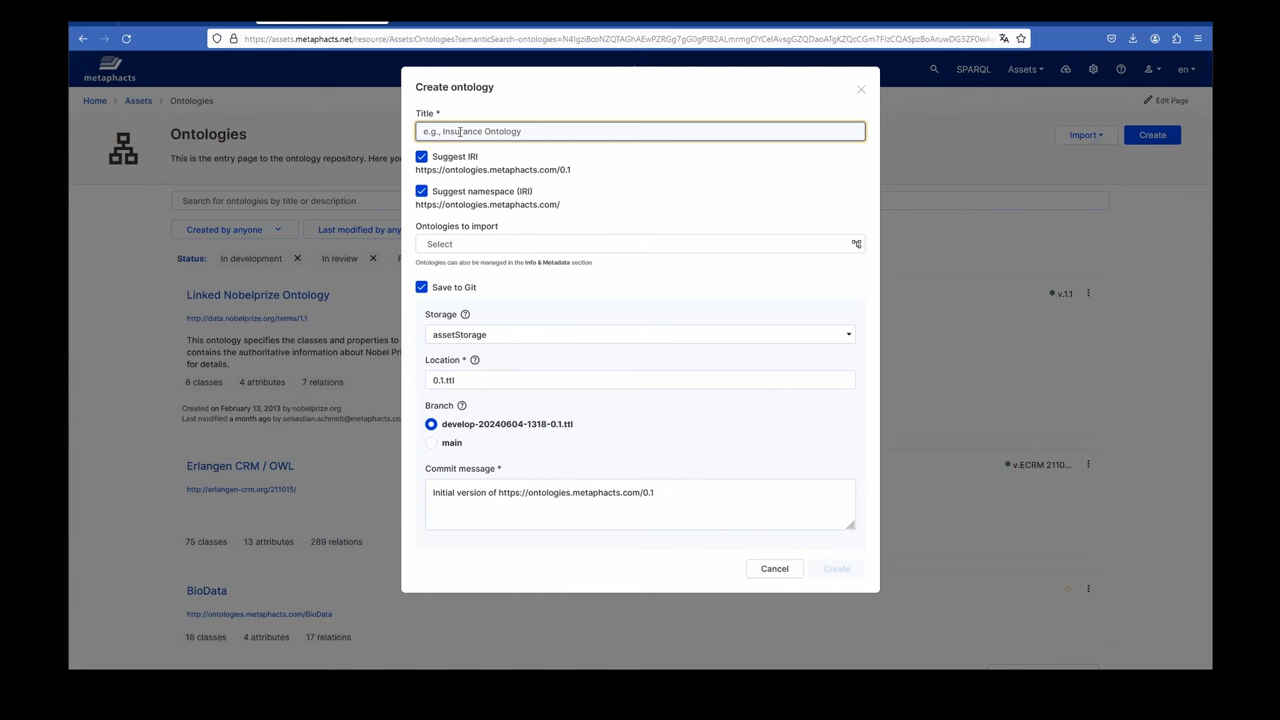 https://assets.metaphacts.net/resource/Assets:Ontologies?semanticSearch-ontologies=
metaphacts
SPARQL
Assets
en
Home
Assets
Ontologies
Edit Page
Ontologies
This is the entry page to the ontology repository. Here you
Import
Create
Search for ontologies by title or description
Created by anyone
Last modified by any
Status:
In development
In review
Linked Nobelprize Ontology
v.1.1
http://data.nobelprize.org/terms/1.1
This ontology specifies the classes and properties to
contains the authoritative information about Nobel Pri
for details.
6 classes
4 attributes
7 relations
Created on February 13, 2013 by nobelprize.org
Last modified a month ago by sebastian.schmidt@metaphacts.co
Erlangen CRM / OWL
v.ECRM 2110...
http://erlangen-crm.org/211015/
75 classes
13 attributes
289 relations
BioData
http://ontologies.metaphacts.com/BioData
18 classes
4 attributes
17 relations
Create ontology
Title *
e.g., Insurance Ontology
Suggest IRI
https://ontologies.metaphacts.com/0.1
Suggest namespace (IRI)
https://ontologies.metaphacts.com/
Ontologies to import
Select
Ontologies can also be managed in the Info & Metadata section
Save to Git
Storage
assetStorage
Location *
0.1.ttl
Branch
develop-20240604-1318-0.1.ttl
main
Commit message *
Initial version of https://ontologies.metaphacts.com/0.1
Cancel
Create